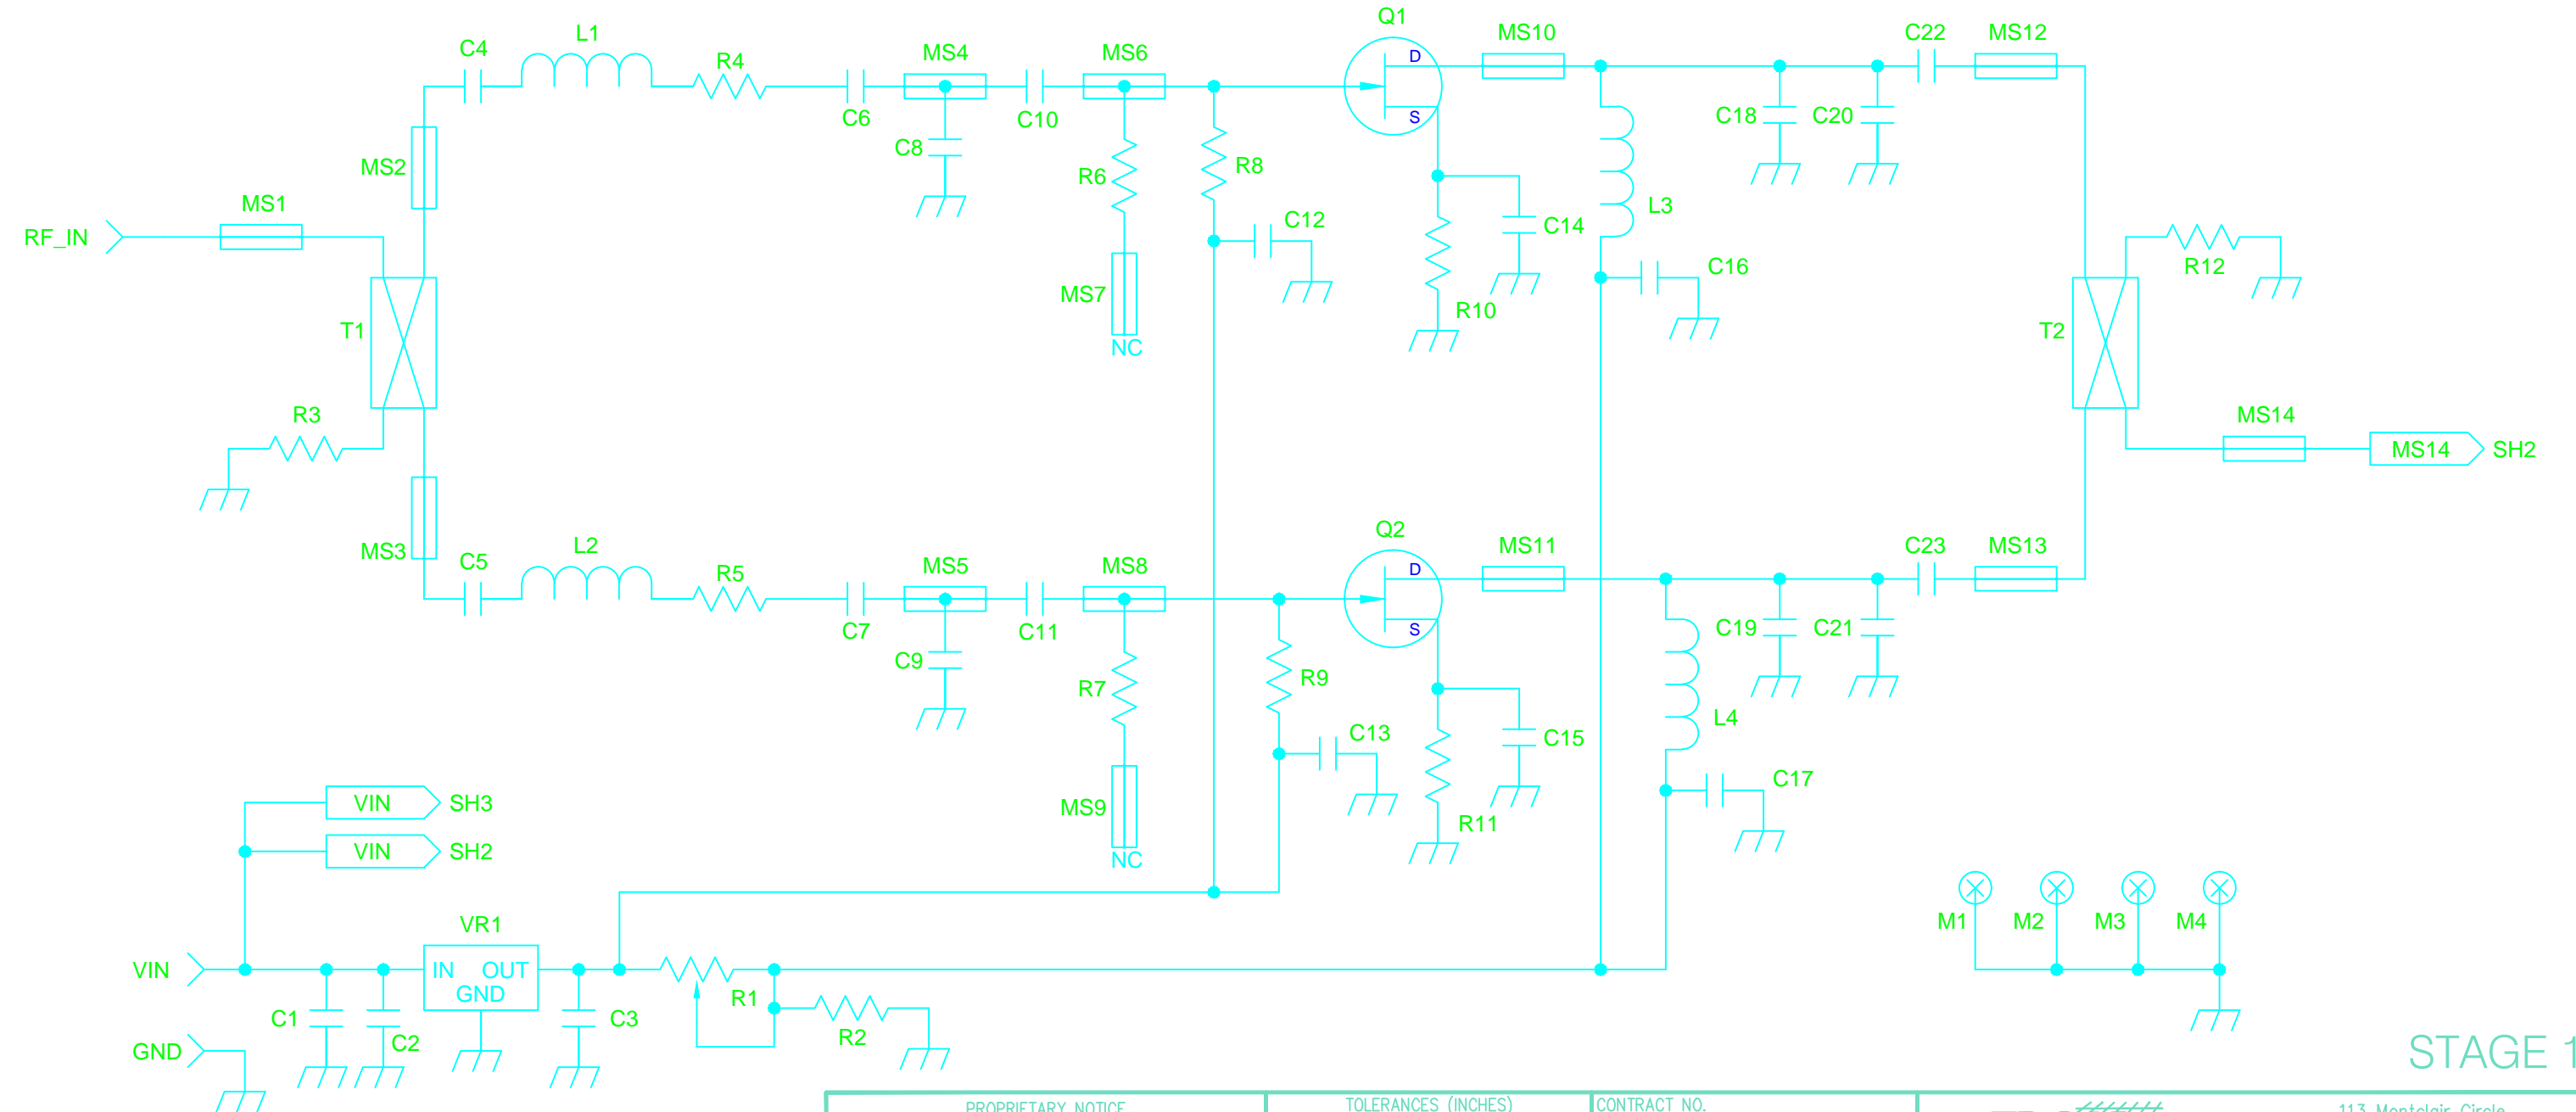 Q1
L1
MS10
C22
MS12
C4
R4
MS4
MS6
D
S
C6
C10
C18
C20
C8
MS2
R6
R8
MS1
L3
C12
C14
RF_IN
C16
R12
MS7
R10
T1
T2
NC
R3
MS14
MS14
SH2
Q2
MS3
C5
L2
R5
MS5
MS8
MS11
C23
MS13
D
S
C7
C11
C19
C21
C9
R7
R9
L4
C13
C15
C17
VIN
SH3
MS9
R11
VIN
SH2
NC
VR1
M1
M2
M3
M4
VIN
IN
OUT
GND
R1
C1
C2
C3
R2
GND
STAGE 1
PROPRIETARY NOTICE
TOLERANCES (INCHES)
CONTRACT NO.
113 Montclair Circle